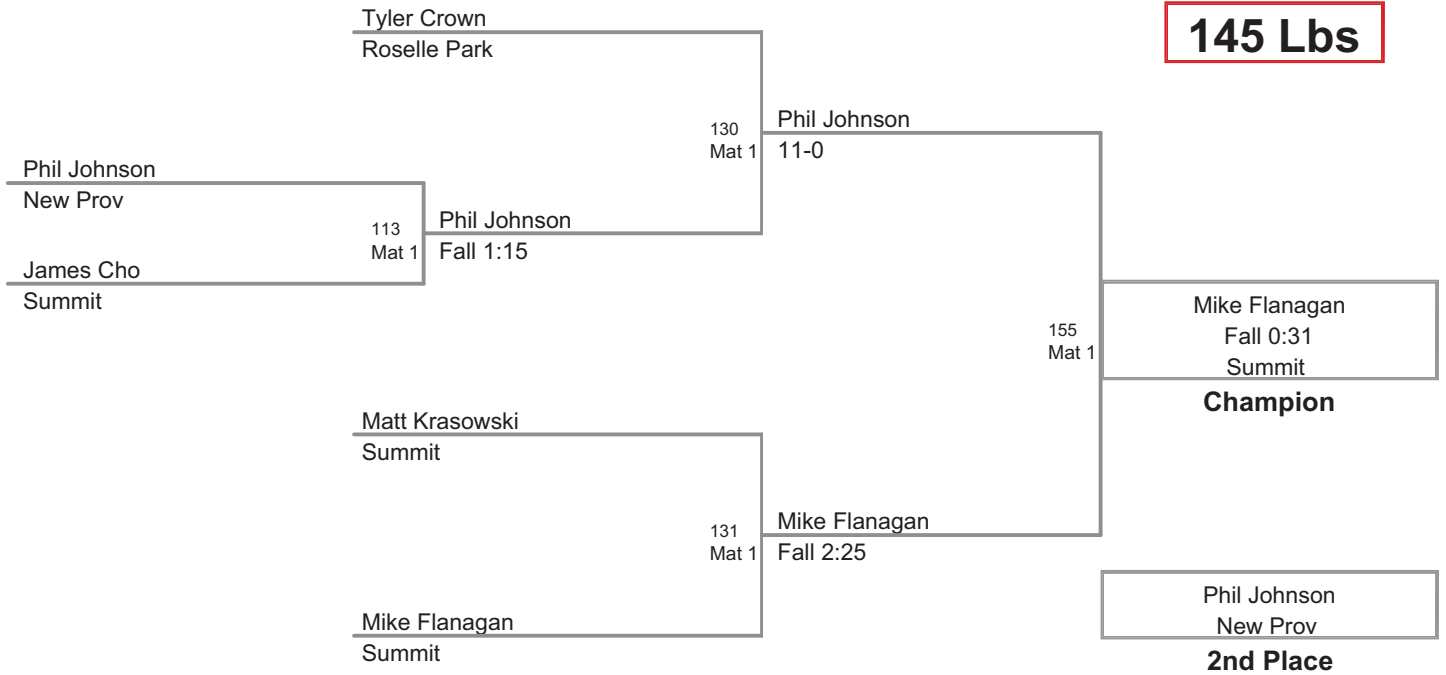 Tyler Crown
Roselle Park
145 Lbs
130
Mat 1
Phil Johnson
11-0
Phil Johnson
New Prov
113
Mat 1
Phil Johnson
Fall 1:15
James Cho
Summit
155
Mat 1
Mike Flanagan
Fall 0:31
Summit
Champion
Matt Krasowski
Summit
131
Mat 1
Mike Flanagan
Fall 2:25
Mike Flanagan
Summit
Phil Johnson
New Prov
2nd Place